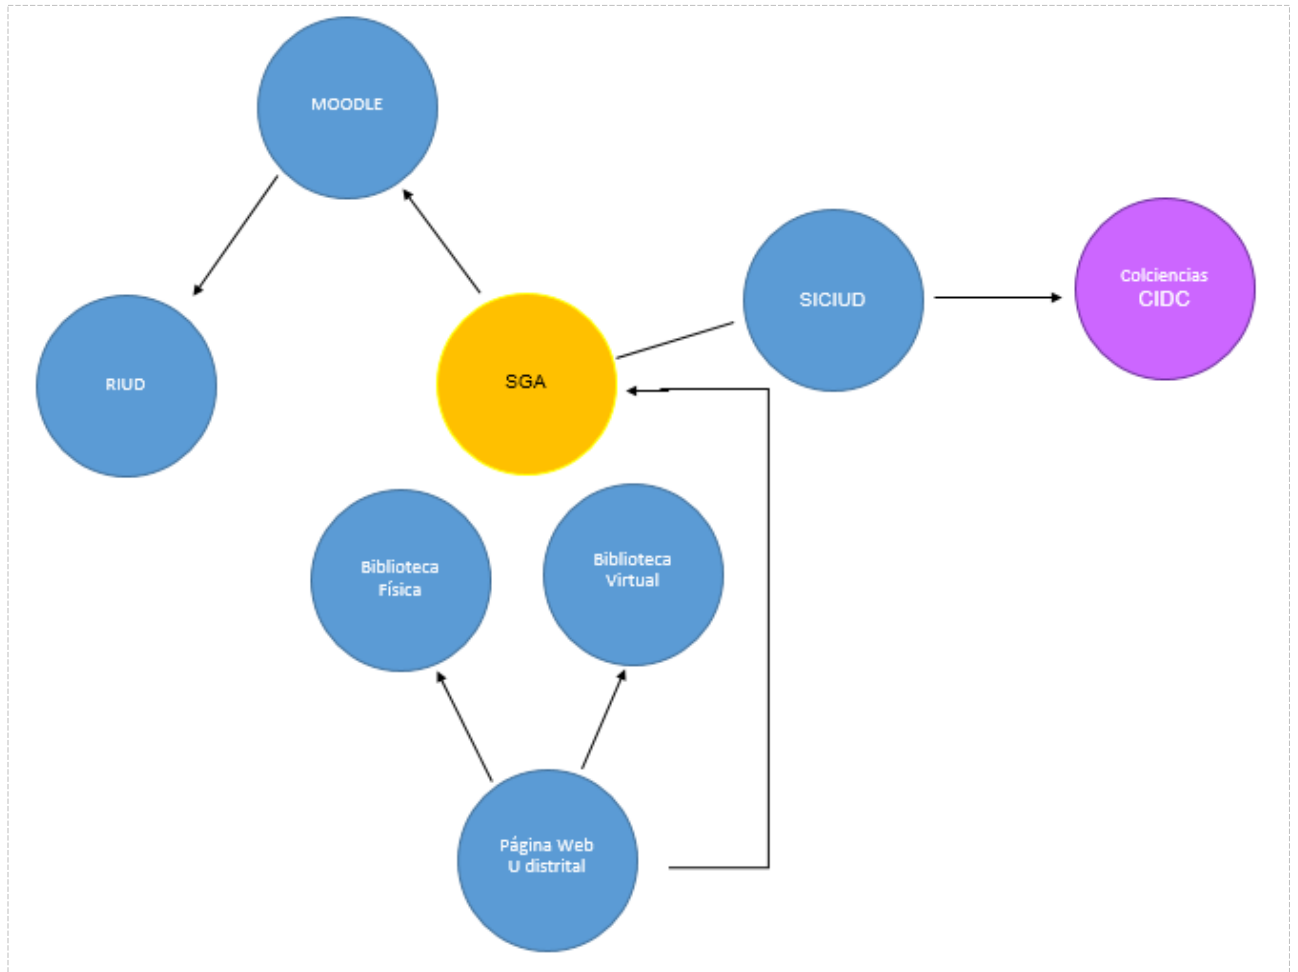 MOODLE
Colciencias
CIDC
SICIUD
RIUD
SGA
Biblioteca
Física
Biblioteca
Virtual
Página Web
U distrital